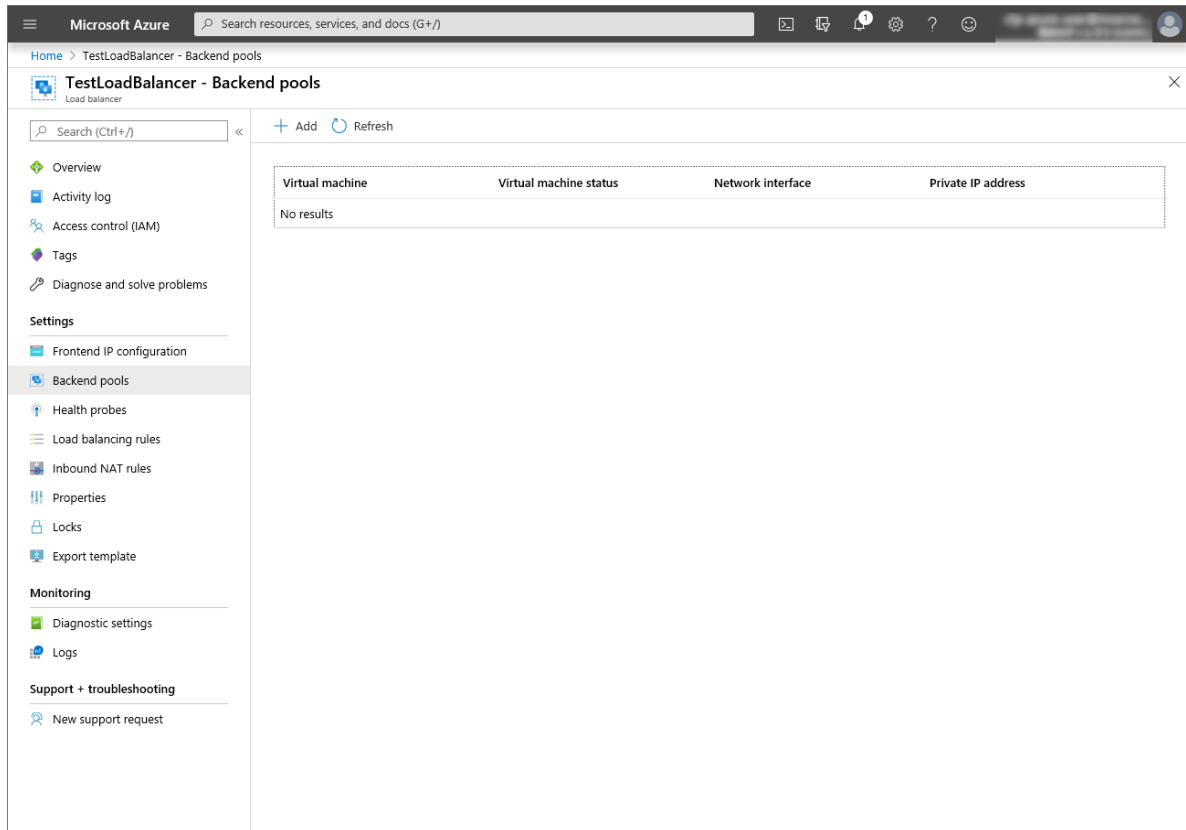 Microsoft Azure
Search resources, services, and docs (G+/)
1
Home > TestLoadBalancer - Backend pools
TestLoadBalancer - Backend pools
Load balancer
Search (Ctrl+/)
«
Add
Refresh
Overview
Activity log
Access control (IAM)
Tags
Diagnose and solve problems
Settings
Frontend IP configuration
Backend pools
Health probes
Load balancing rules
Inbound NAT rules
Properties
Locks
Export template
Monitoring
Diagnostic settings
Logs
Support + troubleshooting
New support request
Virtual machine Virtual machine status Network interface Private IP address
No results